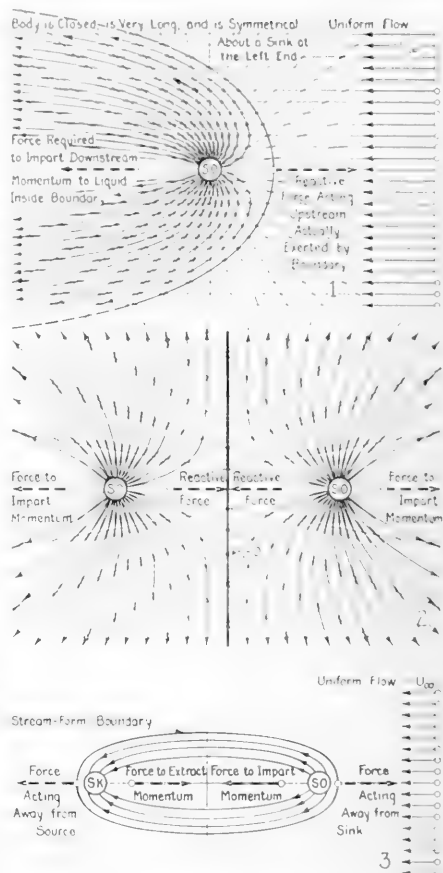 Body is Closed, is Very Long, and is Symmetrical
About a Sink at
the Left End
Uniform Flow
Force Required
to Impart Downstream
Momentum to Liquid
Inside Boundary
SO
Reactive
Force Acting
Upstream
Actually
Exerted by
Boundary
1
Force to
Impart
Momentum
SO
Reactive
Force
Reactive
Force
SO
Force to
Impart
Momentum
2
Uniform Flow U∞
Stream-Form Boundary
Force
Acting
Away from
Source
SK
Force to Extract
Momentum
Force to Impart
Momentum
SO
Force
Acting
Away from
Sink
3